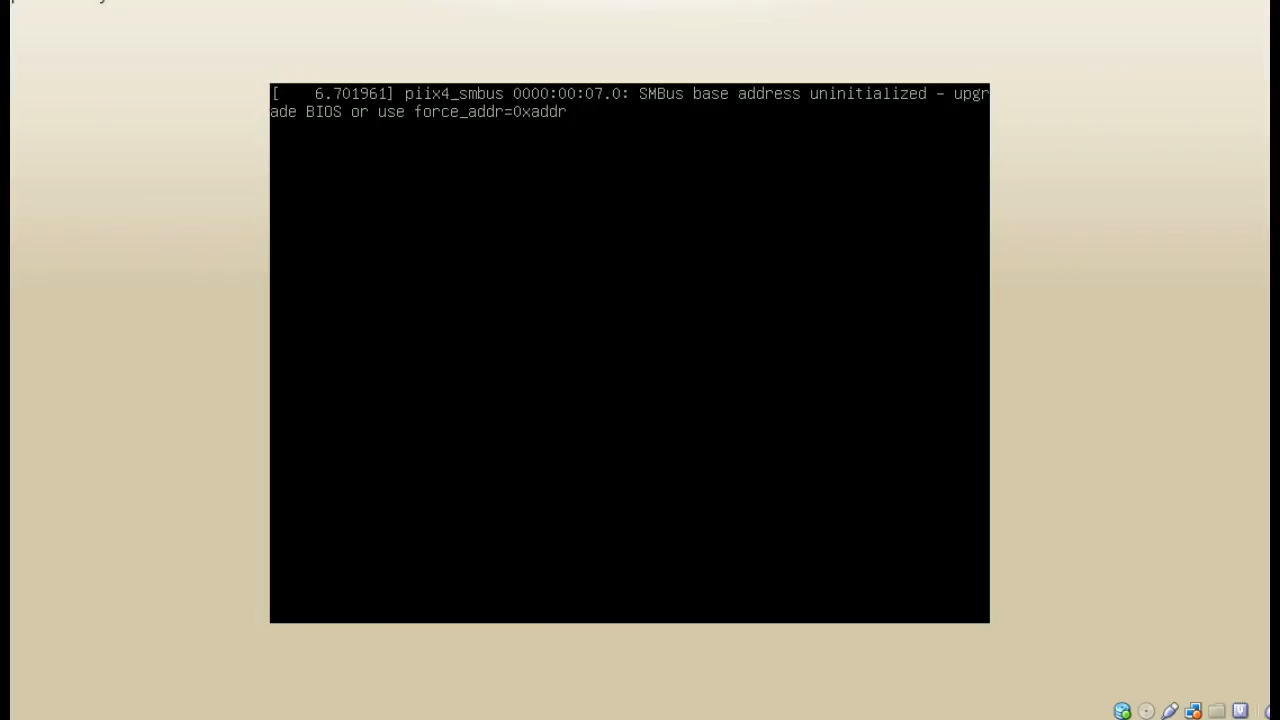 [    6.701961] piix4_smbus 0000:00:07.0: SMBus base address uninitialized - upgr
ade BIOS or use force_addr=0xaddr